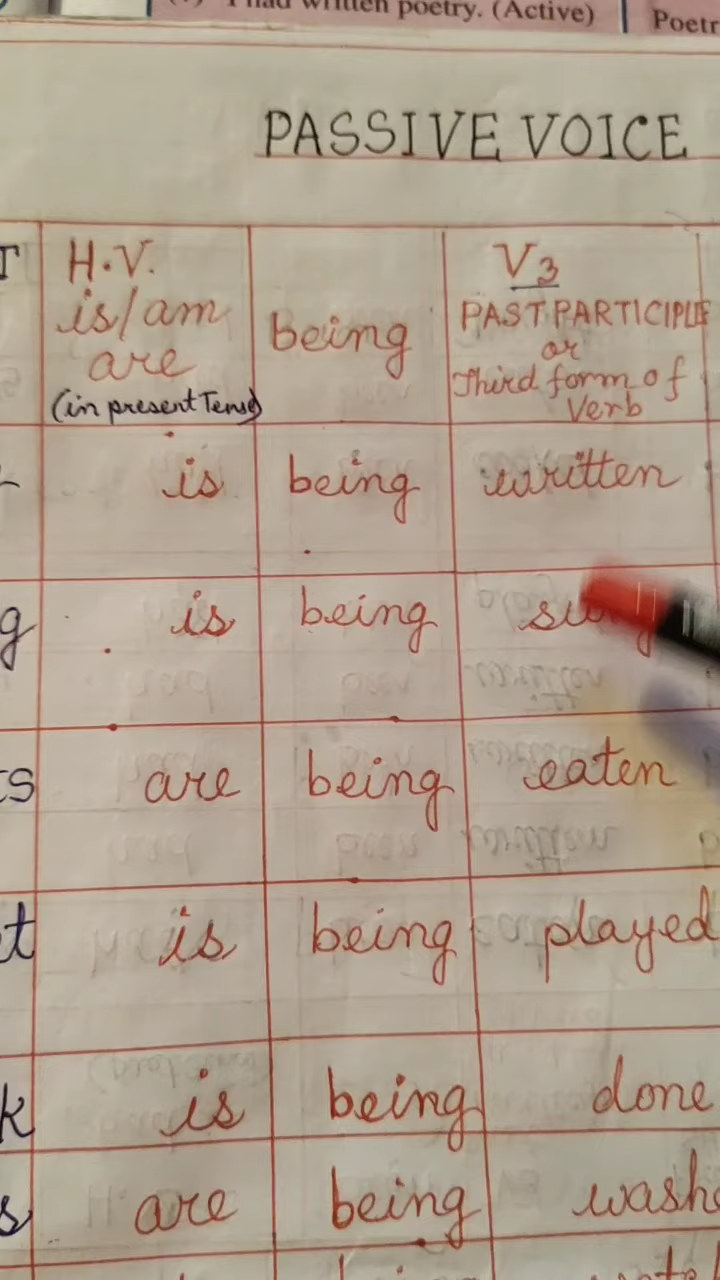 had written poetry. (Active)
Poetr
PASSIVE VOICE
H.V. is/am are (in present Tense)
being
V3 PAST PARTICIPLE or Third form of Verb
is being written
g is being
ts are being eaten
t is being played
k is being done
s are being washe